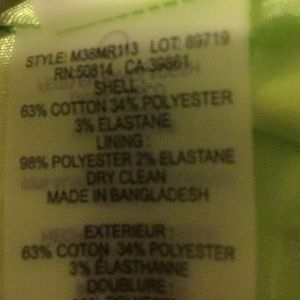 STYLE: M38MR113 LOT: 89719
RN:50814 CA:39861
SHELL:
63% COTTON 34% POLYESTER
3% ELASTANE
LINING:
98% POLYESTER 2% ELASTANE
DRY CLEAN
MADE IN BANGLADESH
EXTERIEUR:
63% COTON 34% POLYESTER
3% ELASTHANNE
DOUBLURE: